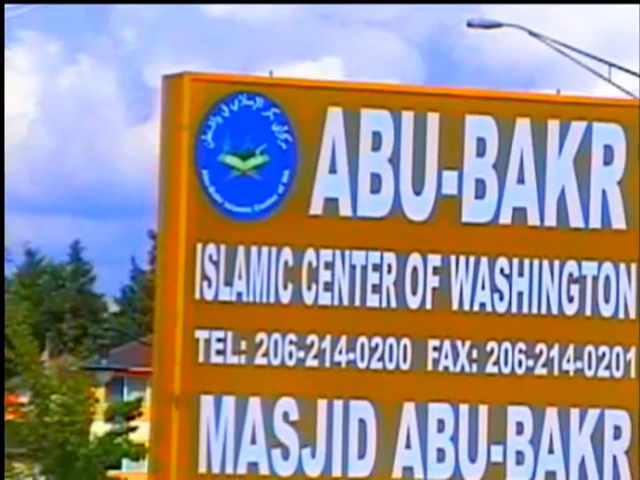 ABU-BAKR
ISLAMIC CENTER OF WASHINGTON
TEL: 206-214-0200 FAX: 206-214-0201
MASJID ABU-BAKR